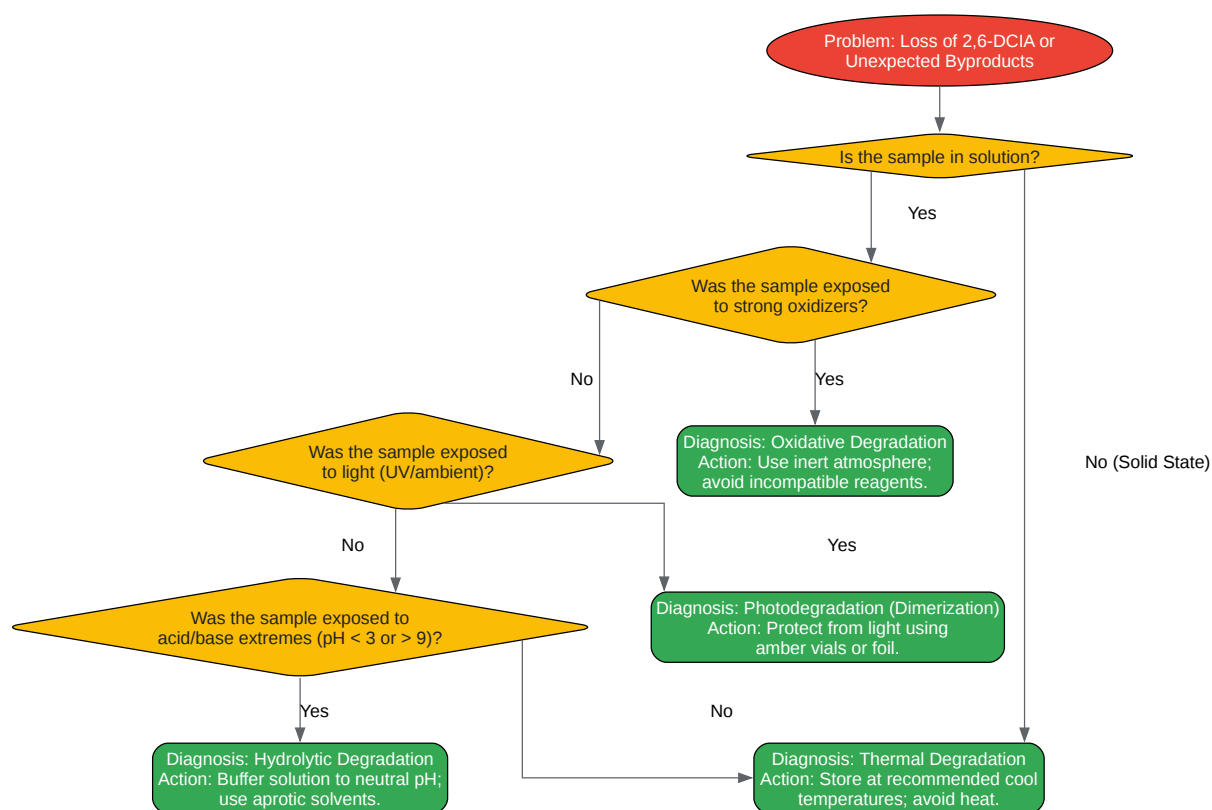 Problem: Loss of 2,6-DCIA or
Unexpected Byproducts
Is the sample in solution?
Yes
Was the sample exposed
to strong oxidizers?
No
Yes
Diagnosis: Oxidative Degradation
Action: Use inert atmosphere;
avoid incompatible reagents.
Was the sample exposed
to light (UV/ambient)?
No (Solid State)
No
Yes
Diagnosis: Photodegradation (Dimerization)
Action: Protect from light using
amber vials or foil.
Was the sample exposed to
acid/base extremes (pH < 3 or > 9)?
Yes
No
Diagnosis: Hydrolytic Degradation
Action: Buffer solution to neutral pH;
use aprotic solvents.
Diagnosis: Thermal Degradation
Action: Store at recommended cool
temperatures; avoid heat.